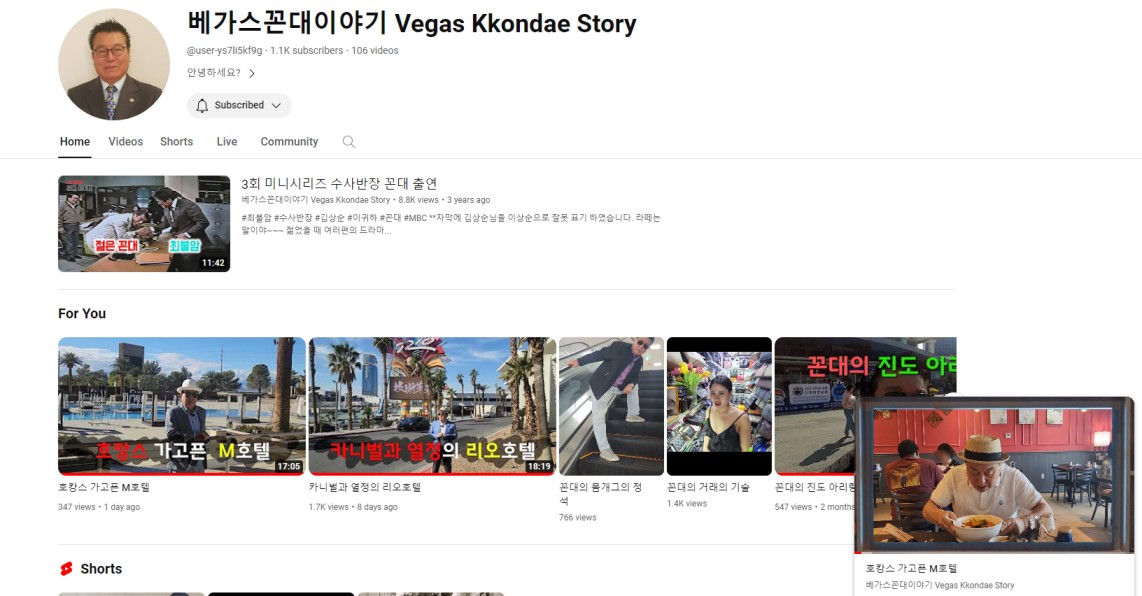 베가스꼰대이야기 Vegas Kkondae Story
@user-ys7li5kf9g · 1.1K subscribers · 106 videos
안녕하세요?
Subscribed
Home Videos Shorts Live Community
3회 미니시리즈 수사반장 꼰대 출연
베가스꼰대이야기 Vegas Kkondae Story • 8.8K views • 3 years ago
#최불암 #수사반장 #김상순 #이귀하 #꼰대 #MBC **자막에 김상순님을 이상순으로 잘못 표기 하였습니다. 라떼는
말이야~~~ 젊었을 때 여러편의 드라마...
젊은 꼰대 최불암
11:42
For You
호캉스 가고픈 M호텔
17:05
카니벌과 열정의 리오호텔
18:19
꼰대의 진도 아리
호캉스 가고픈 M호텔
347 views • 1 day ago
카니벌과 열정의 리오호텔
1.7K views • 8 days ago
꼰대의 몸개그의 정
석
766 views
꼰대의 거래의 기술
1.4K views
꼰대의 진도 아리랑
547 views • 2 months
호캉스 가고픈 M호텔
베가스꼰대이야기 Vegas Kkondae Story
Shorts